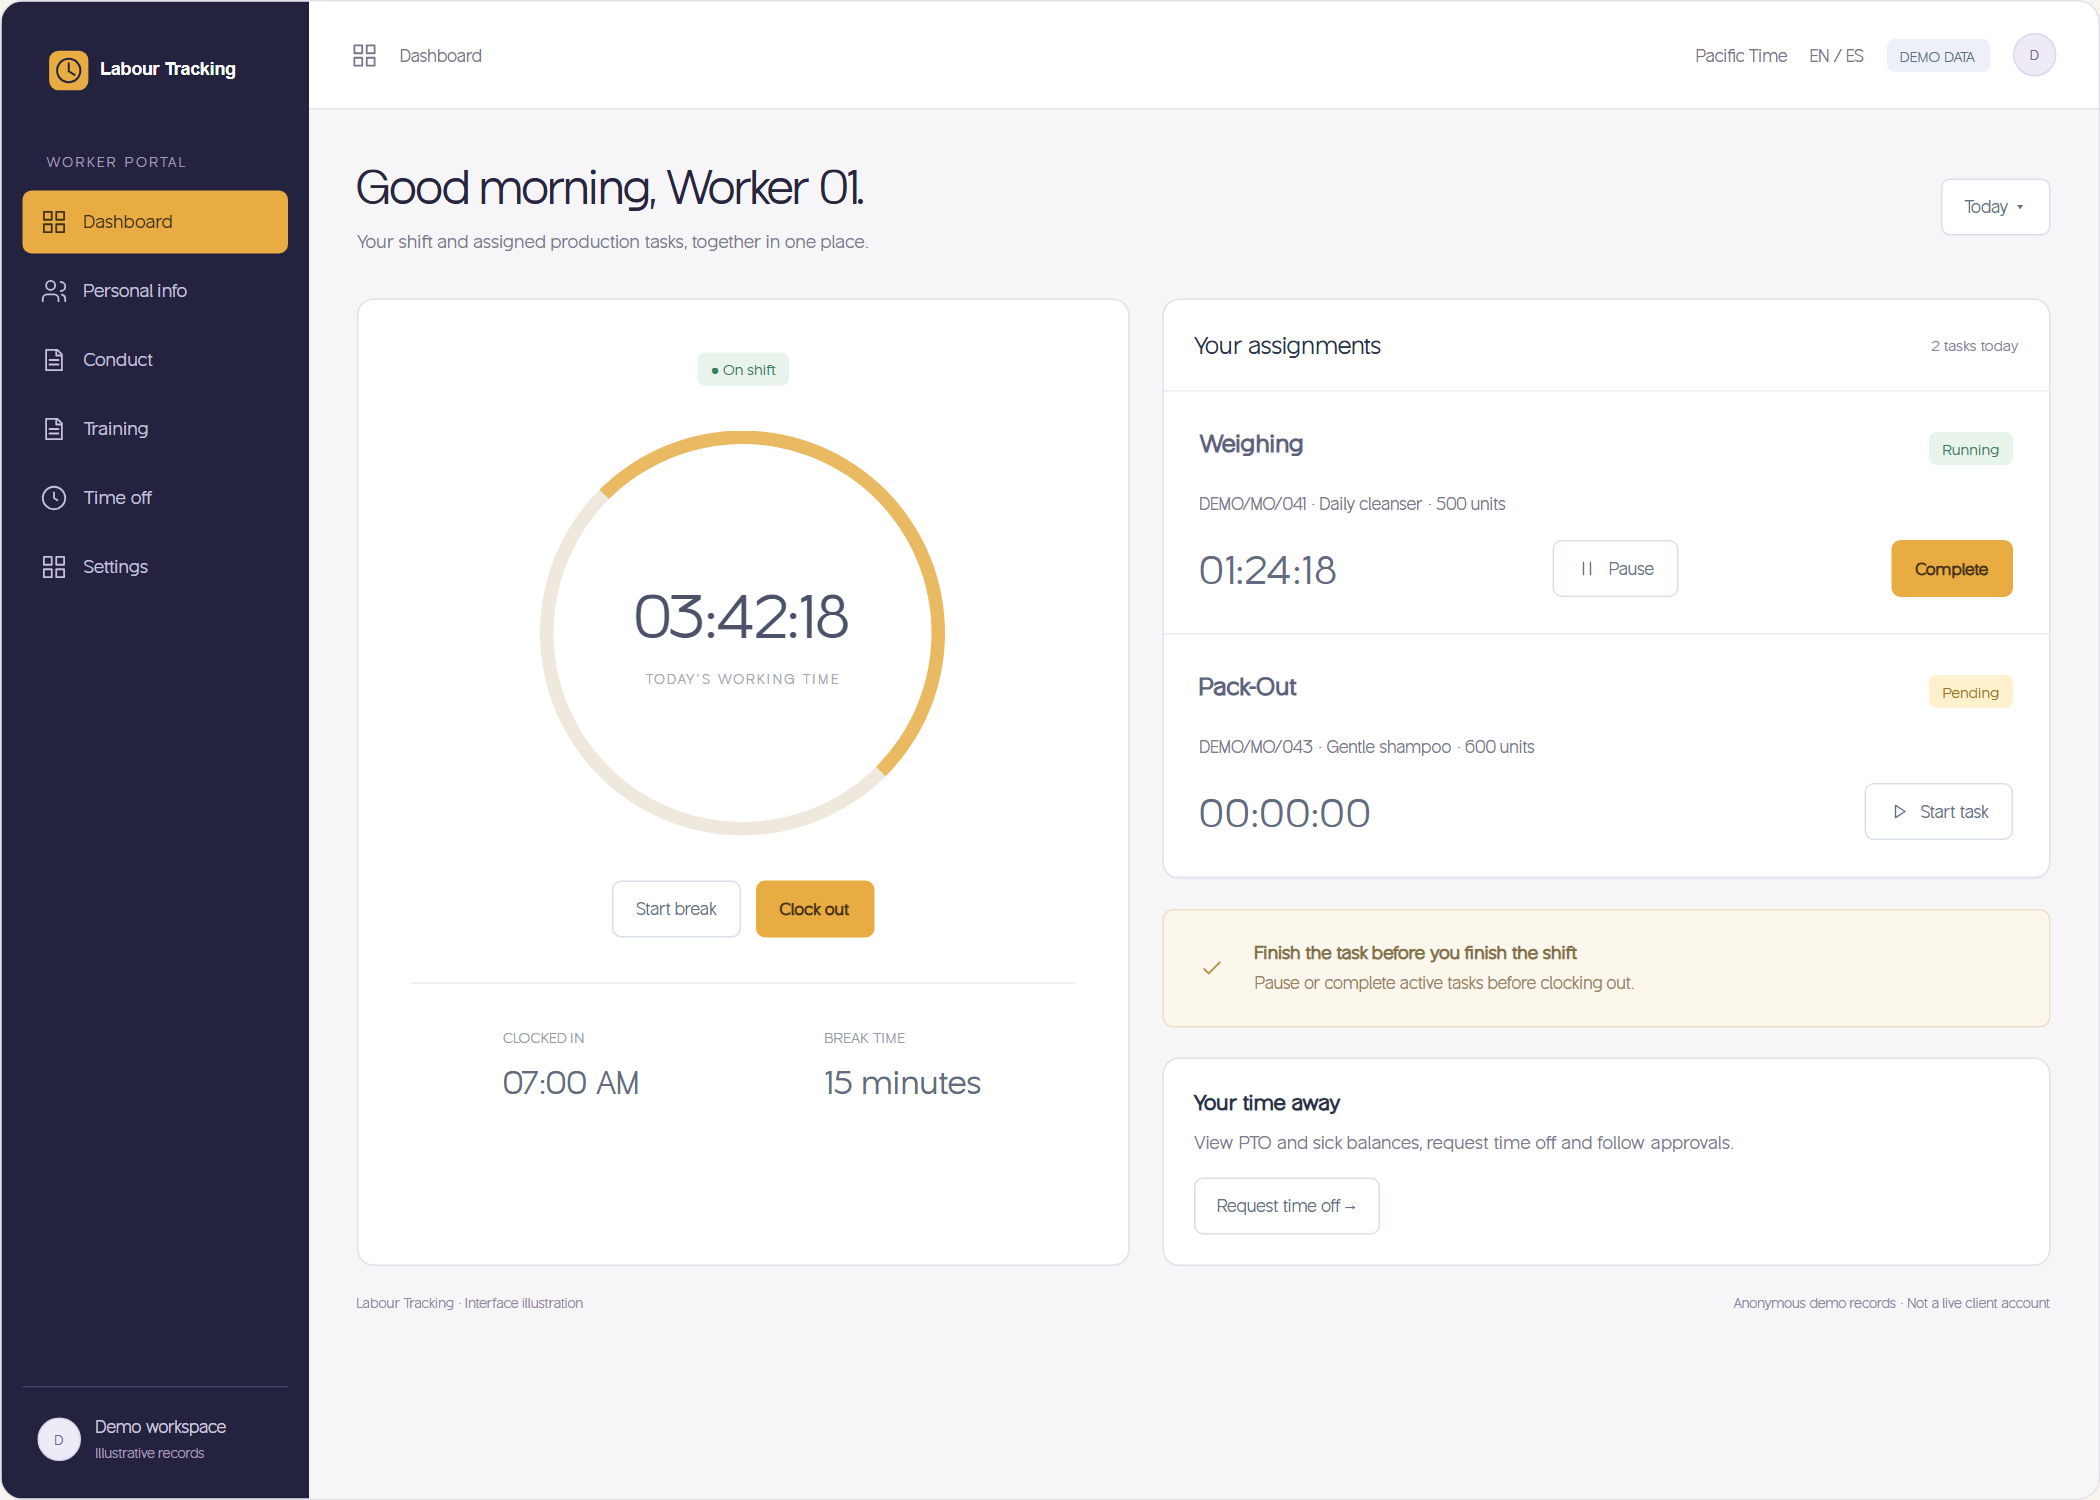 Labour Tracking
WORKER PORTAL
Dashboard
Personal info
Conduct
Training
Time off
Settings
Demo workspace
D
Illustrative records
Dashboard
Pacific Time
EN / ES
DEMO DATA
D
Good morning, Worker 01.
Your shift and assigned production tasks, together in one place.
Today ▾
● On shift
03:42:18
TODAY'S WORKING TIME
Start break
Clock out
CLOCKED IN
07:00 AM
BREAK TIME
15 minutes
Your assignments
2 tasks today
Weighing
Running
DEMO/MO/041 · Daily cleanser · 500 units
01:24:18
Pause
Complete
Pack-Out
Pending
DEMO/MO/043 · Gentle shampoo · 600 units
00:00:00
Start task
Finish the task before you finish the shift
Pause or complete active tasks before clocking out.
Your time away
View PTO and sick balances, request time off and follow approvals.
Request time off →
Labour Tracking · Interface illustration
Anonymous demo records · Not a live client account